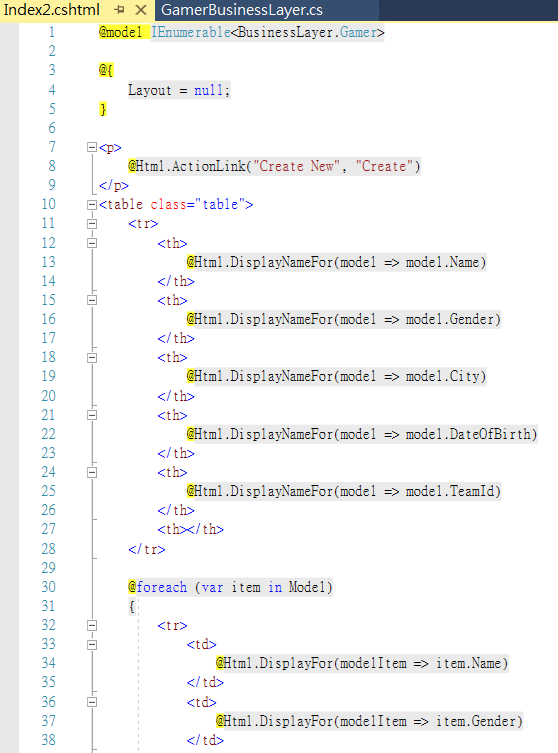 Index2.cshtml GamerBusinessLayer.cs
1 @model IEnumerable<BusinessLayer.Gamer>
2
3 @{
4 Layout = null;
5 }
6
7 <p>
8 @Html.ActionLink("Create New", "Create")
9 </p>
10 <table class="table">
11 <tr>
12 <th>
13 @Html.DisplayNameFor(model => model.Name)
14 </th>
15 <th>
16 @Html.DisplayNameFor(model => model.Gender)
17 </th>
18 <th>
19 @Html.DisplayNameFor(model => model.City)
20 </th>
21 <th>
22 @Html.DisplayNameFor(model => model.DateOfBirth)
23 </th>
24 <th>
25 @Html.DisplayNameFor(model => model.TeamId)
26 </th>
27 <th></th>
28 </tr>
29
30 @foreach (var item in Model)
31 {
32 <tr>
33 <td>
34 @Html.DisplayFor(modelItem => item.Name)
35 </td>
36 <td>
37 @Html.DisplayFor(modelItem => item.Gender)
38 </td>